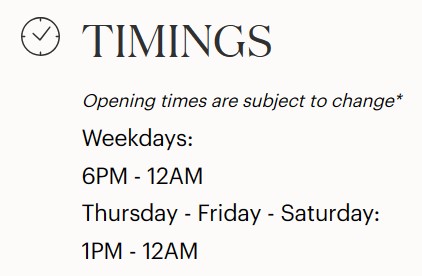 TIMINGS
Opening times are subject to change*
Weekdays:
6PM - 12AM
Thursday - Friday - Saturday:
1PM - 12AM